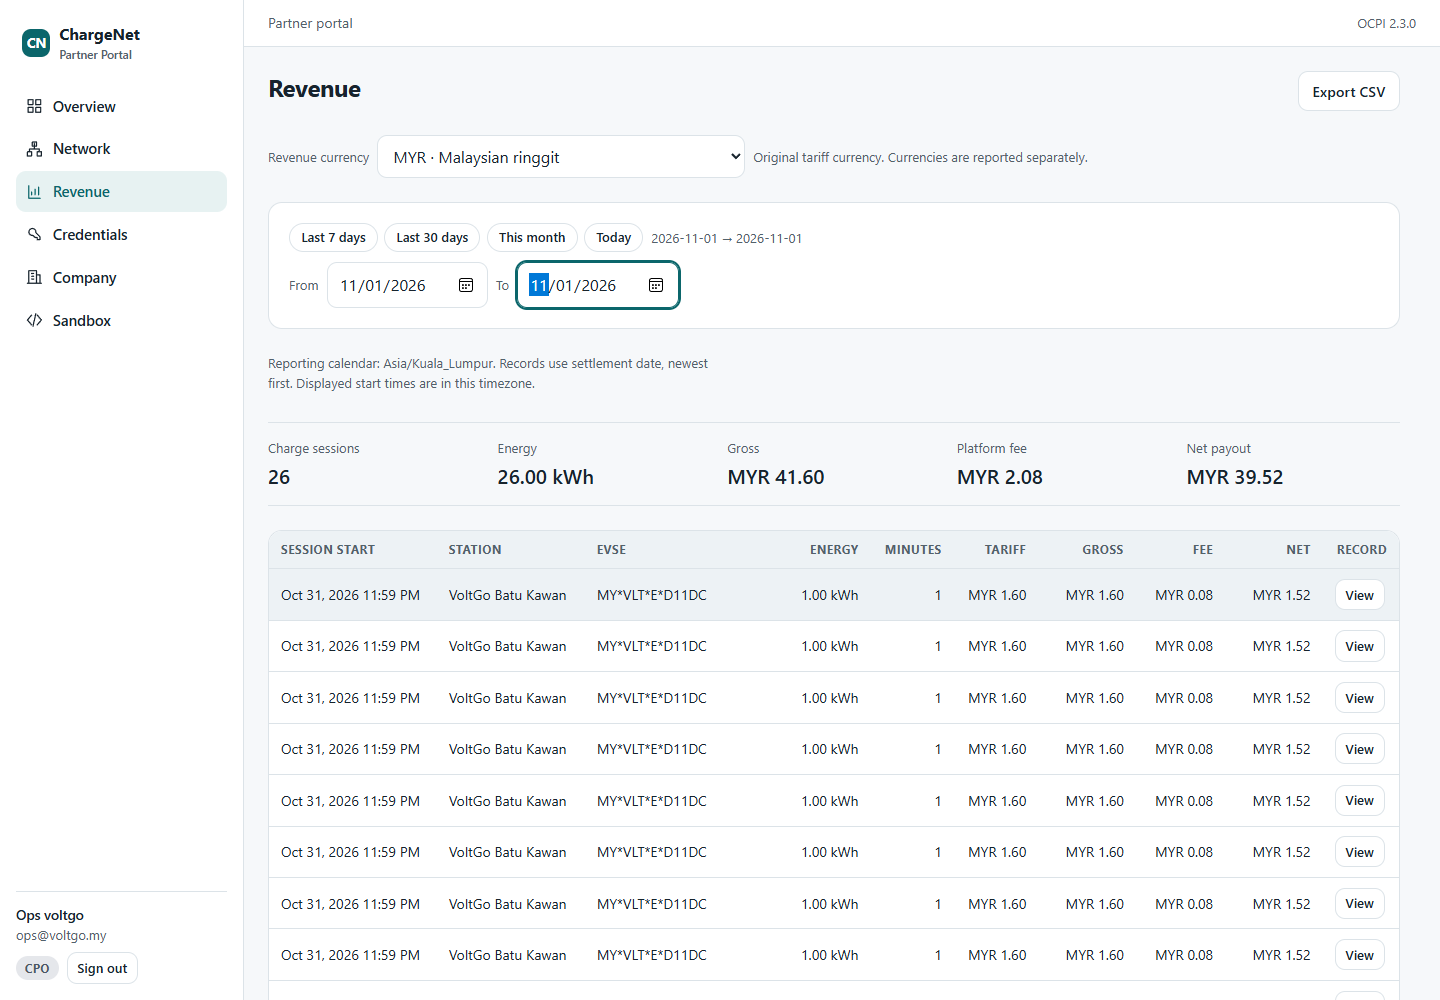 CN
ChargeNet
Partner Portal
Overview
Network
Revenue
Credentials
Company
Sandbox
Ops voltgo
ops@voltgo.my
CPO
Sign out
Partner portal
OCPI 2.3.0
Revenue
Export CSV
Revenue currency
MYR · Malaysian ringgit
Original tariff currency. Currencies are reported separately.
Last 7 days
Last 30 days
This month
Today
2026-11-01 → 2026-11-01
From
11/01/2026
To
11/01/2026
Reporting calendar: Asia/Kuala_Lumpur. Records use settlement date, newest
first. Displayed start times are in this timezone.
Charge sessions
26
Energy
26.00 kWh
Gross
MYR 41.60
Platform fee
MYR 2.08
Net payout
MYR 39.52
SESSION START STATION EVSE ENERGY MINUTES TARIFF GROSS FEE NET RECORD
Oct 31, 2026 11:59 PM VoltGo Batu Kawan MY*VLT*E*D11DC 1.00 kWh 1 MYR 1.60 MYR 1.60 MYR 0.08 MYR 1.52 View
Oct 31, 2026 11:59 PM VoltGo Batu Kawan MY*VLT*E*D11DC 1.00 kWh 1 MYR 1.60 MYR 1.60 MYR 0.08 MYR 1.52 View
Oct 31, 2026 11:59 PM VoltGo Batu Kawan MY*VLT*E*D11DC 1.00 kWh 1 MYR 1.60 MYR 1.60 MYR 0.08 MYR 1.52 View
Oct 31, 2026 11:59 PM VoltGo Batu Kawan MY*VLT*E*D11DC 1.00 kWh 1 MYR 1.60 MYR 1.60 MYR 0.08 MYR 1.52 View
Oct 31, 2026 11:59 PM VoltGo Batu Kawan MY*VLT*E*D11DC 1.00 kWh 1 MYR 1.60 MYR 1.60 MYR 0.08 MYR 1.52 View
Oct 31, 2026 11:59 PM VoltGo Batu Kawan MY*VLT*E*D11DC 1.00 kWh 1 MYR 1.60 MYR 1.60 MYR 0.08 MYR 1.52 View
Oct 31, 2026 11:59 PM VoltGo Batu Kawan MY*VLT*E*D11DC 1.00 kWh 1 MYR 1.60 MYR 1.60 MYR 0.08 MYR 1.52 View
Oct 31, 2026 11:59 PM VoltGo Batu Kawan MY*VLT*E*D11DC 1.00 kWh 1 MYR 1.60 MYR 1.60 MYR 0.08 MYR 1.52 View